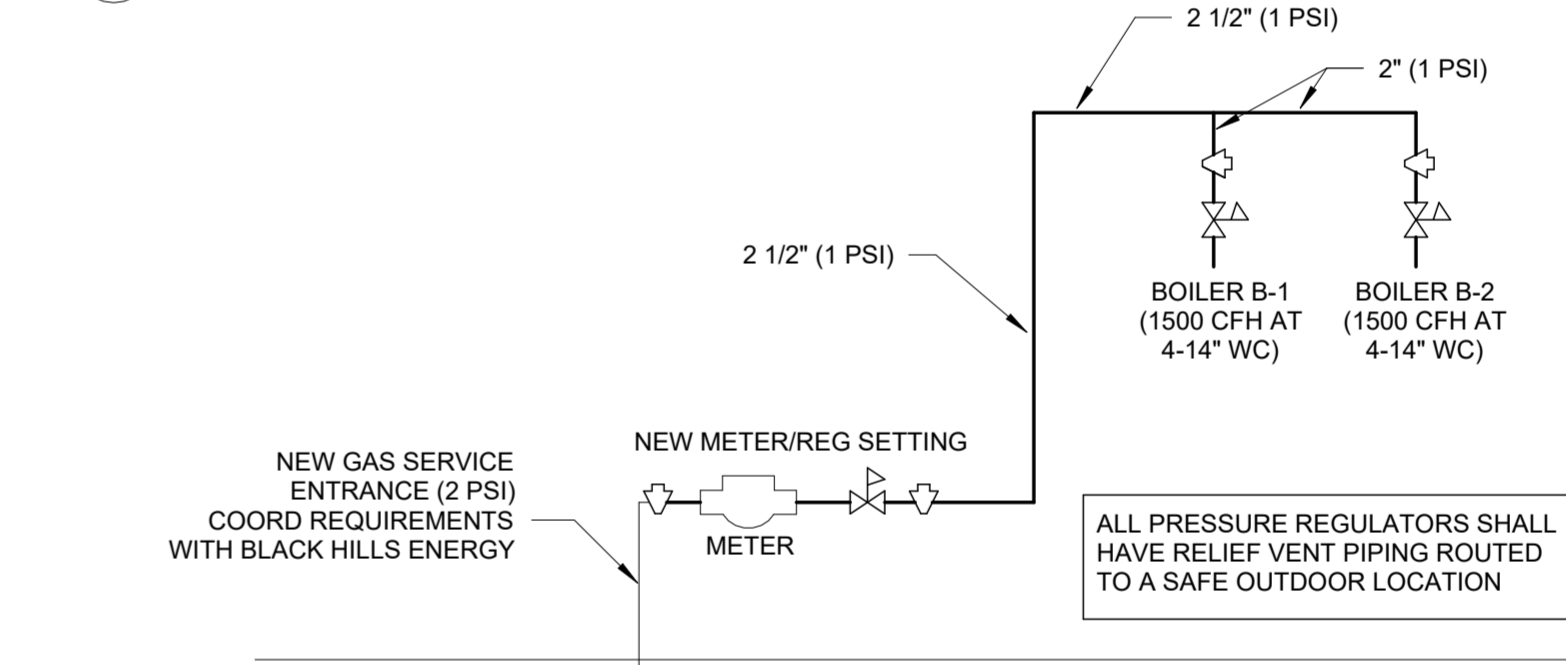 2 1/2" (1 PSI)
2" (1 PSI)
2 1/2" (1 PSI)
BOILER B-1
(1500 CFH AT
4-14" WC)
BOILER B-2
(1500 CFH AT
4-14" WC)
NEW METER/REG SETTING
NEW GAS SERVICE
ENTRANCE (2 PSI)
COORD REQUIREMENTS
WITH BLACK HILLS ENERGY
METER
ALL PRESSURE REGULATORS SHALL
HAVE RELIEF VENT PIPING ROUTED
TO A SAFE OUTDOOR LOCATION